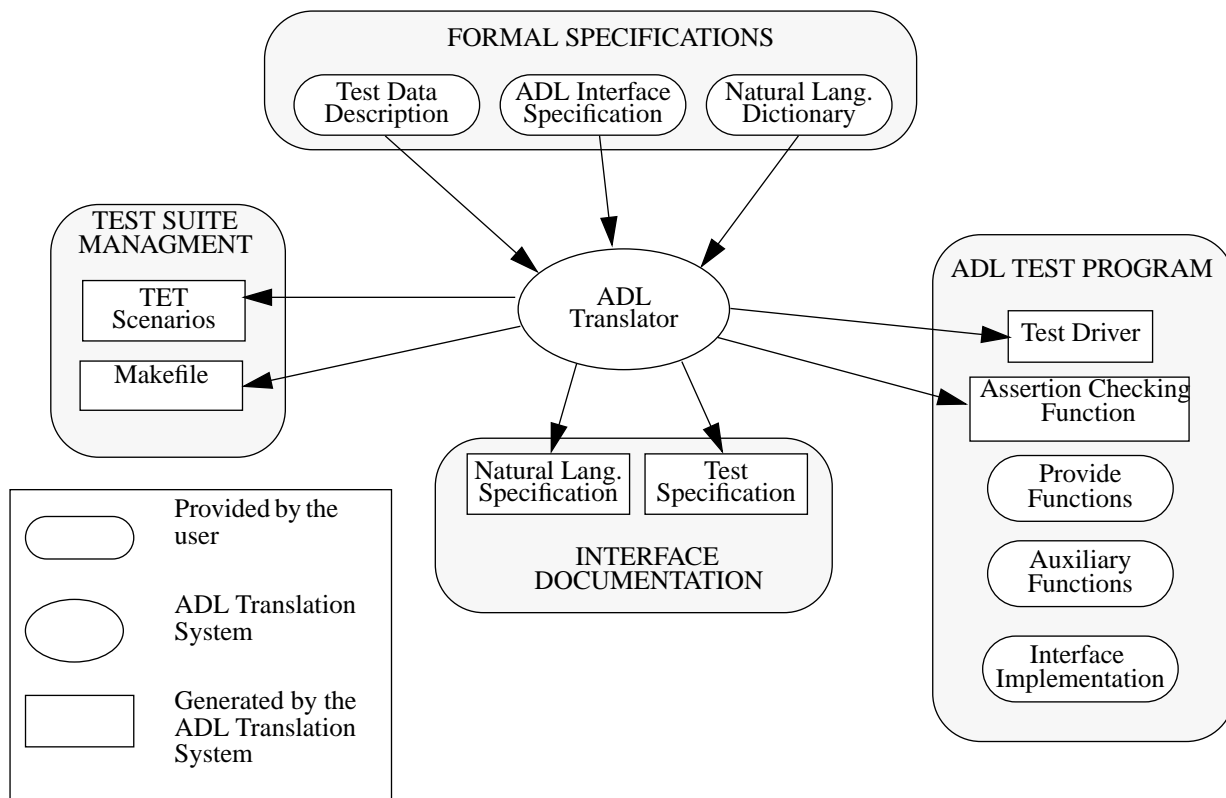 FORMAL SPECIFICATIONS
Test Data
Description
ADL Interface
Specification
Natural Lang.
Dictionary
TEST SUITE
MANAGMENT
TET
Scenarios
Makefile
ADL
Translator
ADL TEST PROGRAM
Test Driver
Assertion Checking
Function
Provide
Functions
Auxiliary
Functions
Interface
Implementation
Natural Lang.
Specification
Test
Specification
INTERFACE
DOCUMENTATION
Provided by the
user
ADL Translation
System
Generated by the
ADL Translation
System